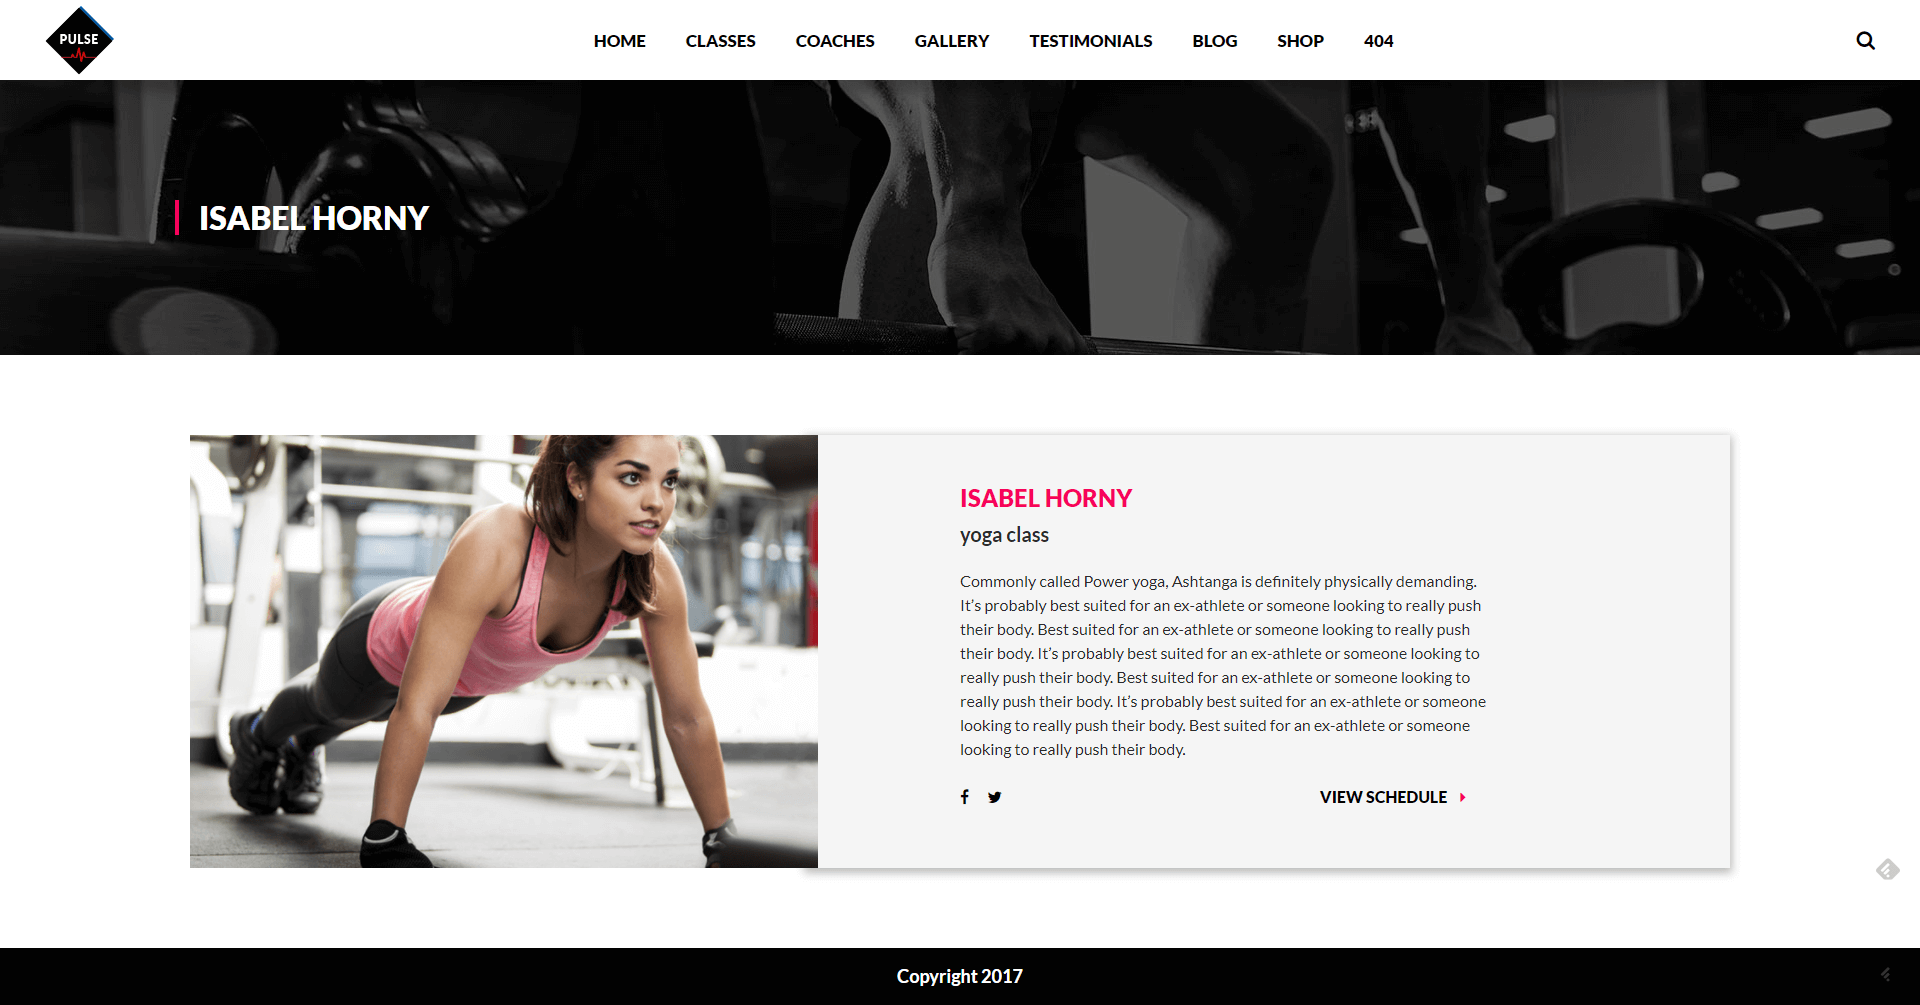 PULSE
HOME CLASSES COACHES GALLERY TESTIMONIALS BLOG SHOP 404
ISABEL HORNY
ISABEL HORNY
yoga class
Commonly called Power yoga, Ashtanga is definitely physically demanding.
It’s probably best suited for an ex-athlete or someone looking to really push
their body. Best suited for an ex-athlete or someone looking to really push
their body. It’s probably best suited for an ex-athlete or someone looking to
really push their body. Best suited for an ex-athlete or someone looking to
really push their body. It’s probably best suited for an ex-athlete or someone
looking to really push their body. Best suited for an ex-athlete or someone
looking to really push their body.
VIEW SCHEDULE
Copyright 2017